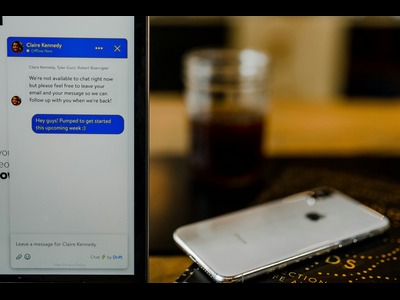 Claire Kennedy
Offline Now
Claire Kennedy, Tyler Guzz, Robert Roeninger
We're not available to chat right now
but please feel free to leave your
email and your message so we can
follow up with you when we're back!
Hey guys! Pumped to get started
this upcoming week :)
Leave a message for Claire Kennedy
Chat ⚡ by Drift